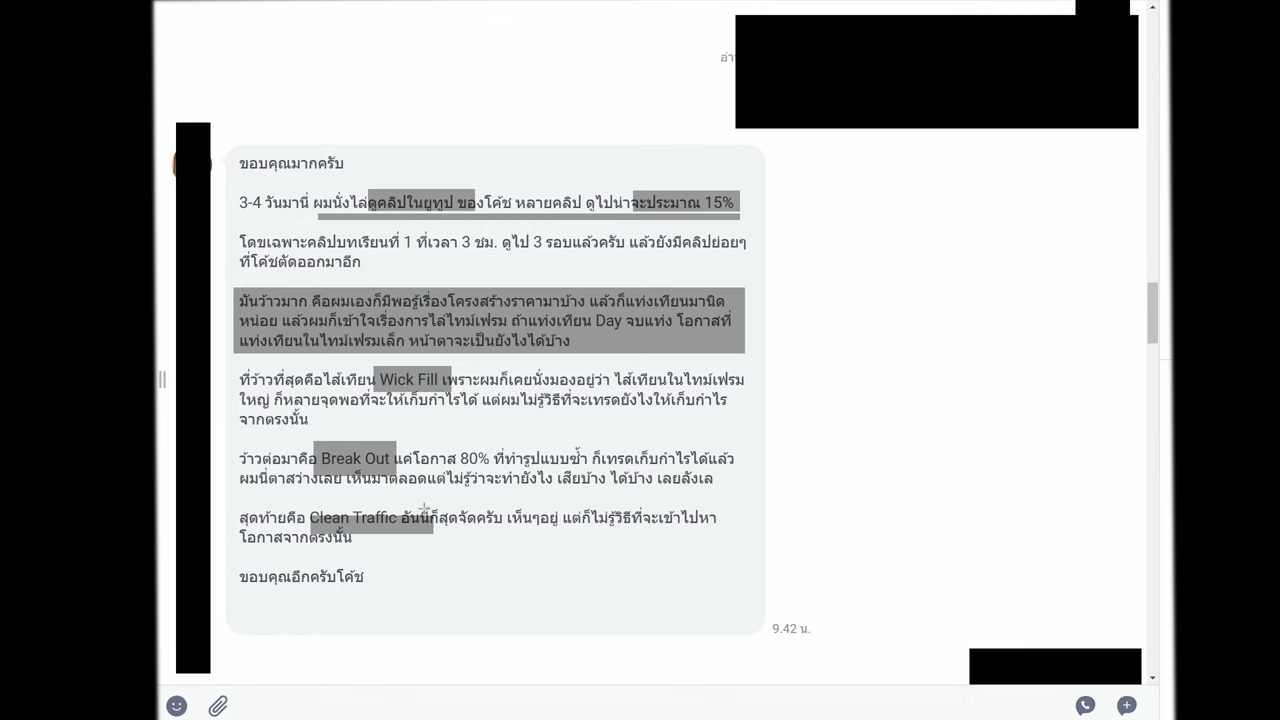 อ่า
ขอบคุณมากครับ
3-4 วันมานี่ ผมนั่งไล่ดูคลิปในยูทูป ของโค้ช หลายคลิป ดูไปน่าจะประมาณ 15%
โดขเฉพาะคลิปบทเรียนที่ 1 ที่เวลา 3 ชม. ดูไป 3 รอบแล้วครับ แล้วยังมีคลิปย่อยๆ
ที่โค้ชตัดออกมาอีก
มันว้าวมาก คือผมเองก็มีพอรู้เรื่องโครงสร้างราคามาบ้าง แล้วก็แท่งเทียนมานิด
หน่อย แล้วผมก็เข้าใจเรื่องการไล่ไทม์เฟรม ถ้าแท่งเทียน Day จบแท่ง โอกาสที่
แท่งเทียนในไทม์เฟรมเล็ก หน้าตาจะเป็นยังไงได้บ้าง
ที่ว้าวที่สุดคือไส้เทียน Wick Fill เพราะผมก็เคยนั่งมองอยู่ว่า ไส้เทียนในไทม์เฟรม
ใหญ่ ก็หลายจุดพอที่จะให้เก็บกำไรได้ แต่ผมไม่รู้วิธีที่จะเทรดยังไงให้เก็บกำไร
จากตรงนั้น
ว้าวต่อมาคือ Break Out แค่โอกาส 80% ที่ทำรูปแบบซ้ำ ก็เทรดเก็บกำไรได้แล้ว
ผมนี่ตาสว่างเลย เห็นมาตลอดแต่ไม่รู้ว่าจะทำยังไง เสียบ้าง ได้บ้าง เลยลังเล
สุดท้ายคือ Clean Traffic อันนี้ก็สุดจัดครับ เห็นๆอยู่ แต่ก็ไม่รู้วิธีที่จะเข้าไปหา
โอกาสจากตรงนั้น
ขอบคุณอีกครับโค้ช
9.42 น.